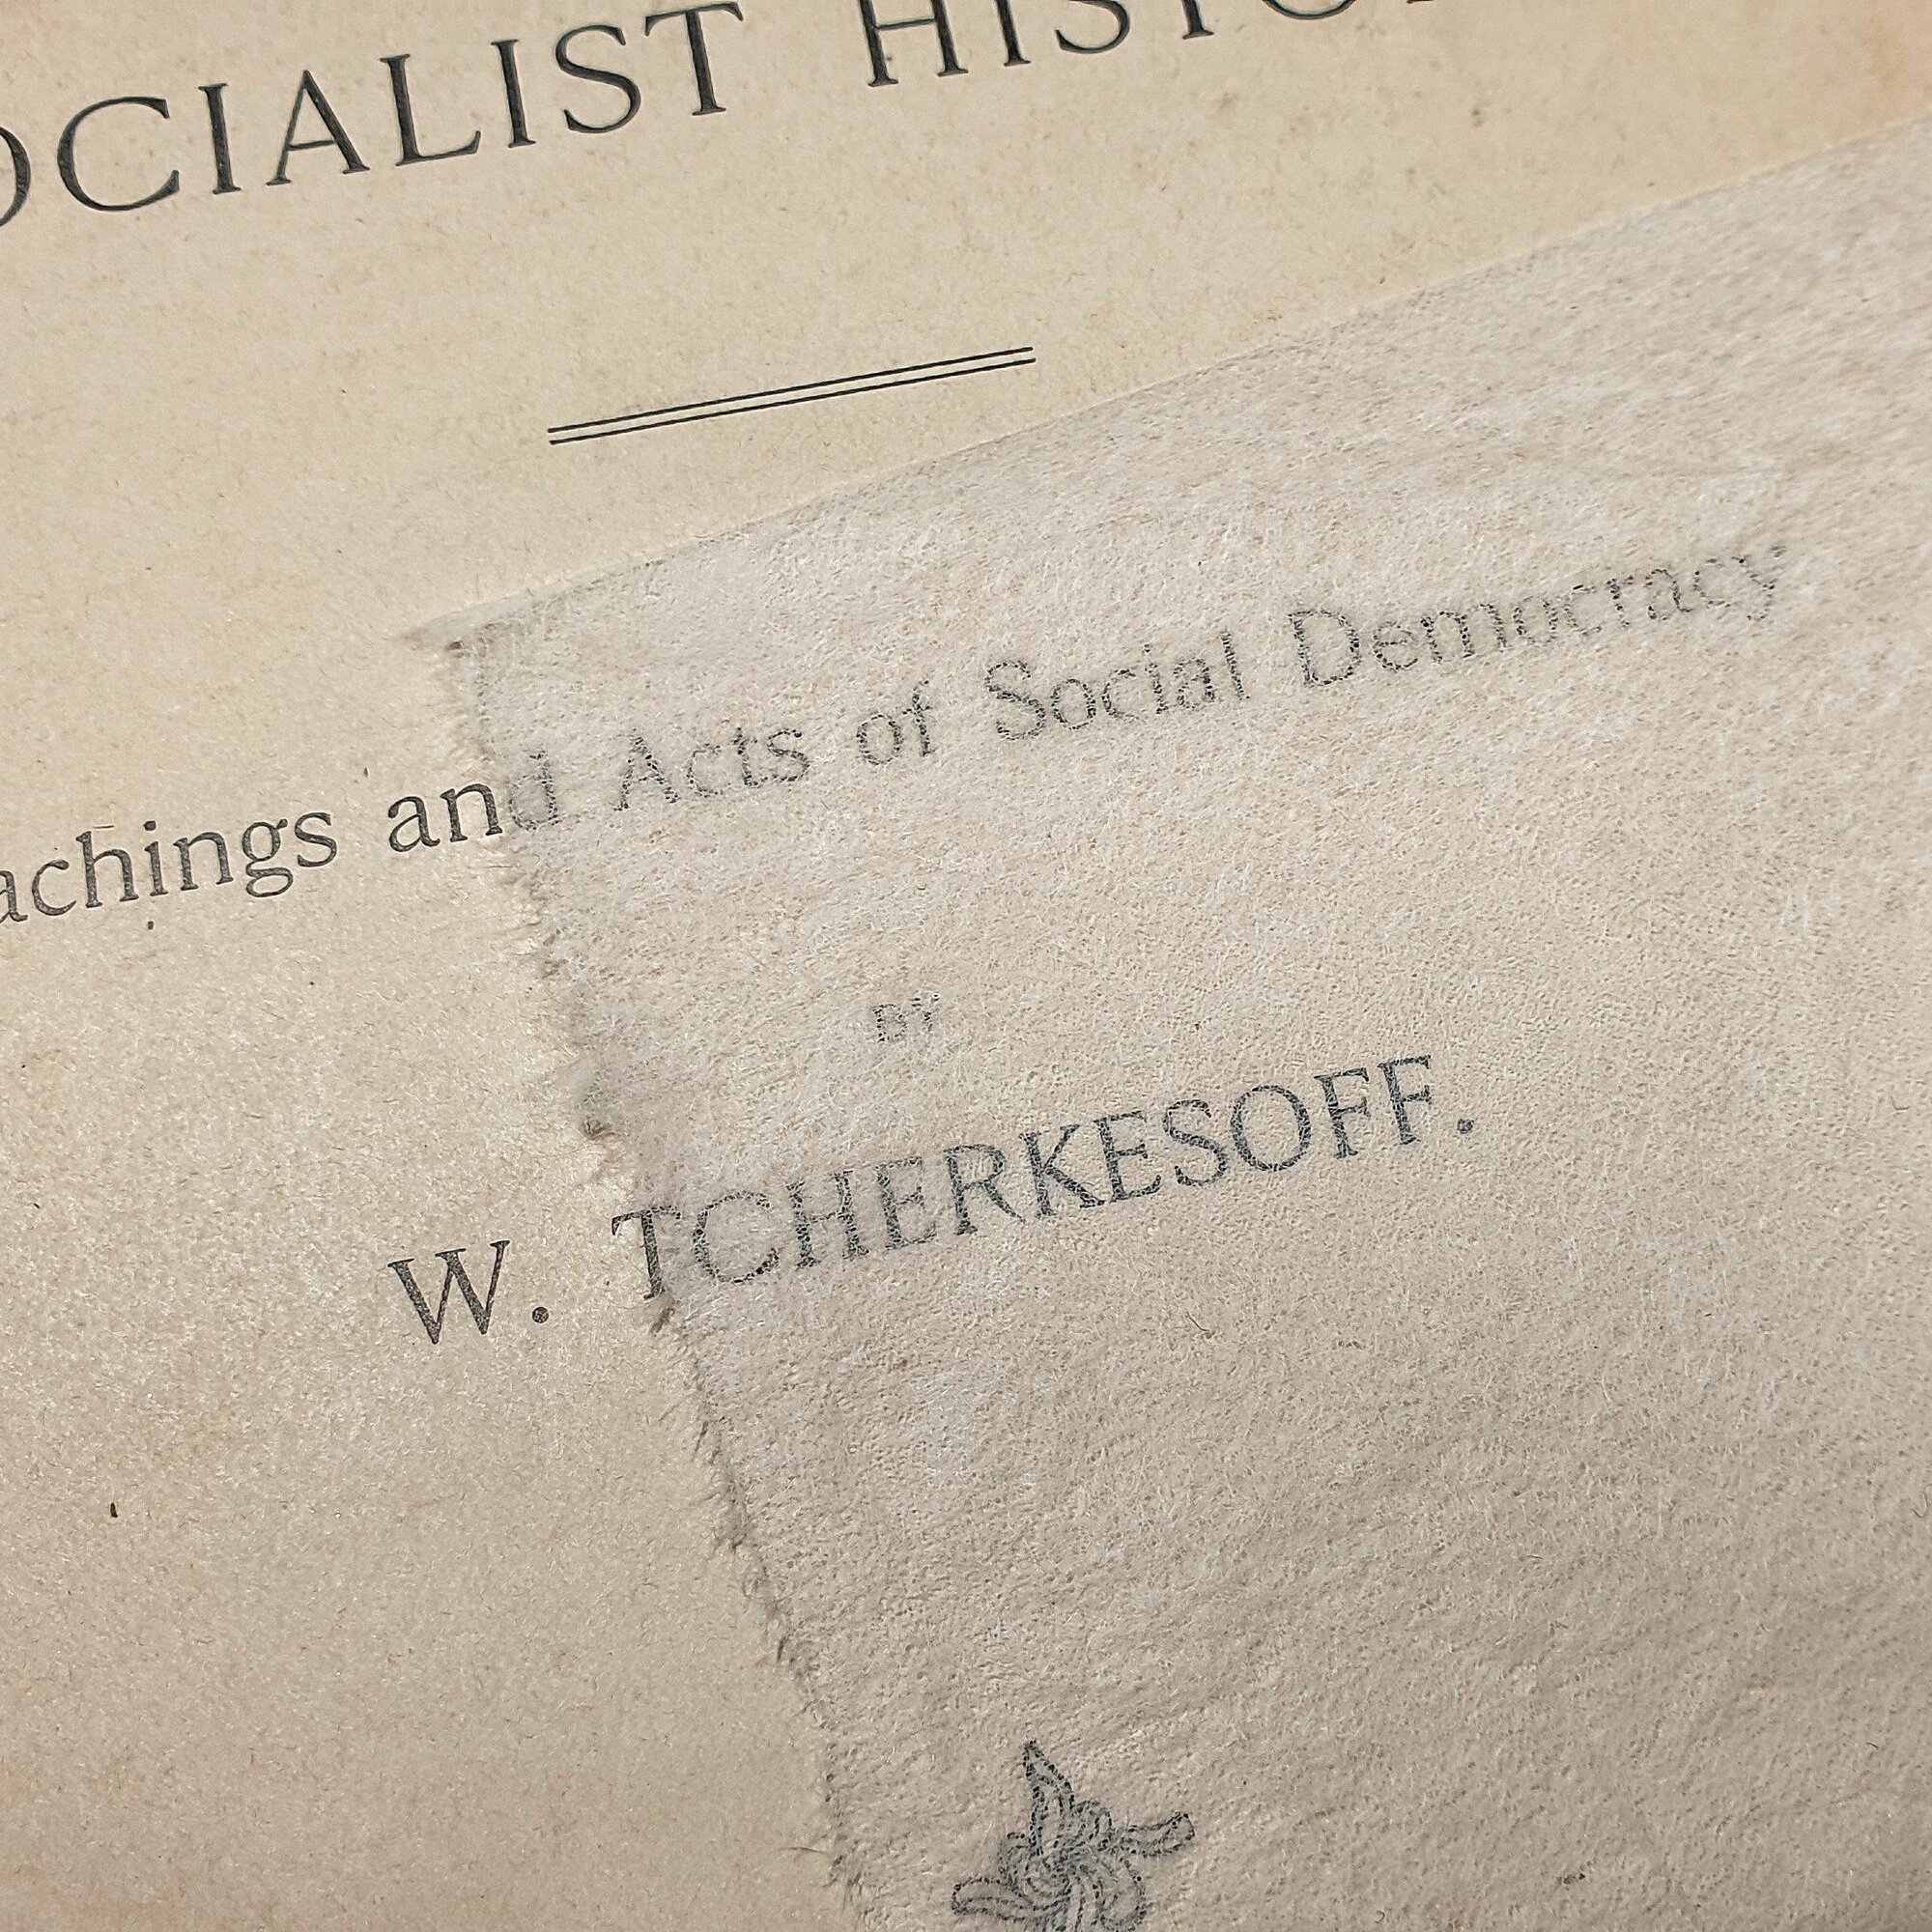 OCIALIST HISTO
achings and Acts of Social Democracy
BY
W. TCHERKESOFF.